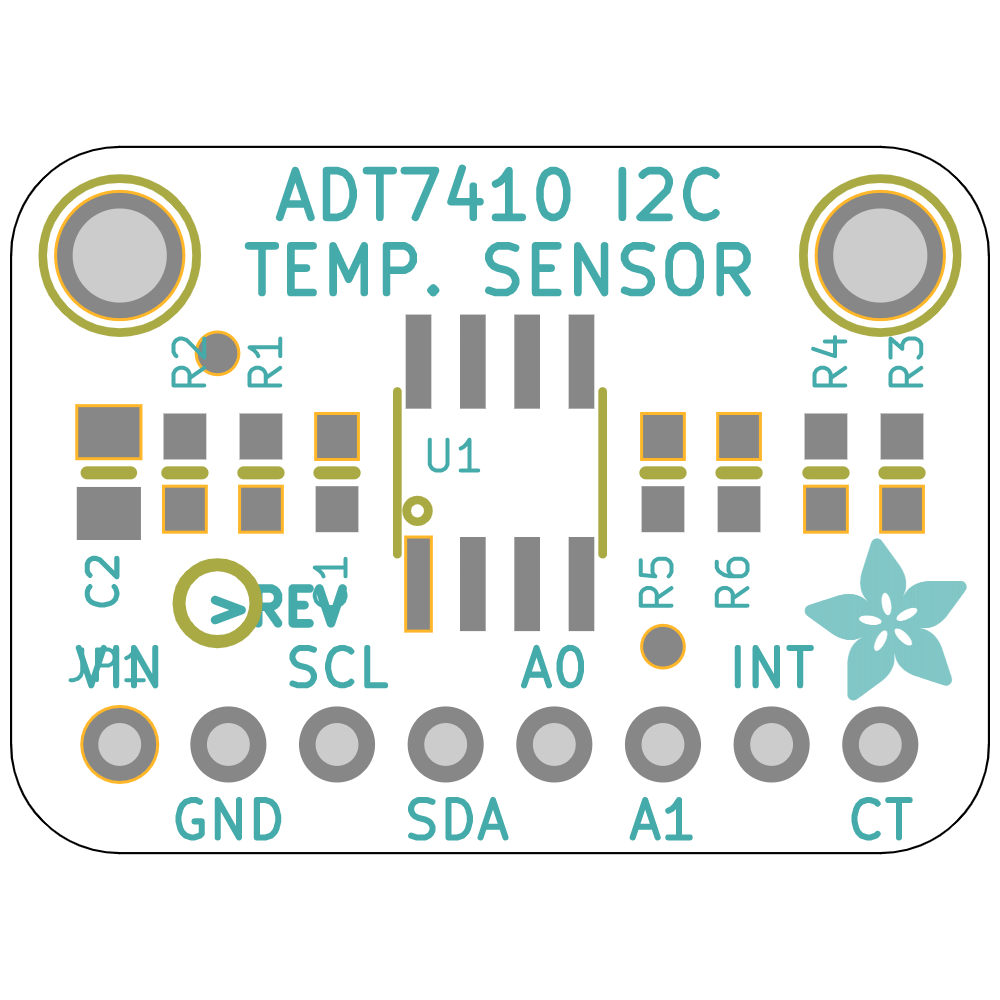 ADT7410 I2C
TEMP. SENSOR
R2 R1 R4 R3
U1
C2 C1 R5 R6
>REV
VIN SCL A0 INT
JP1
GND SDA A1 CT